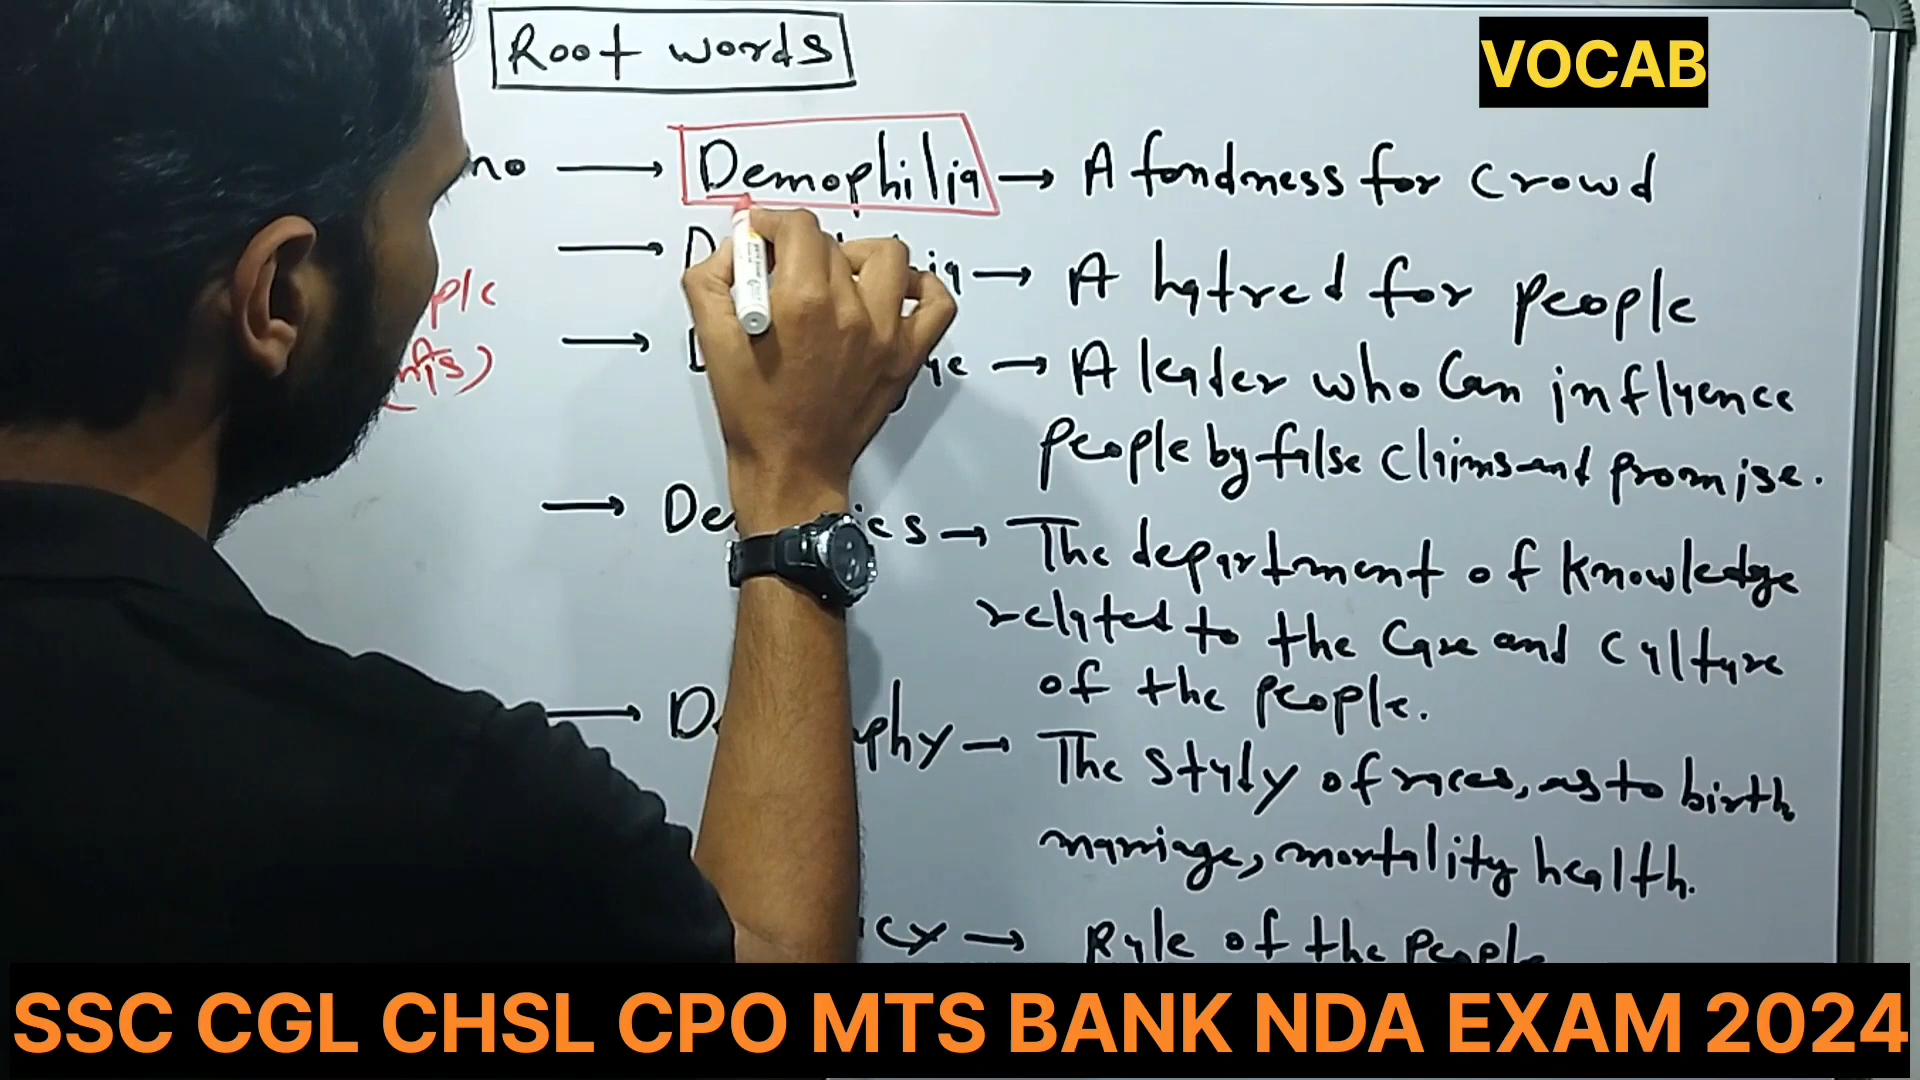 Root words
VOCAB
Demophilia → A fondness for crowd
→ A hatred for people
→ A leader who can influence
people by false claims and promise.
→ The department of knowledge
related to the care and culture
of the people.
→ The study of races, as to birth,
marriage, mortality health.
→ Rule of the people
SSC CGL CHSL CPO MTS BANK NDA EXAM 2024